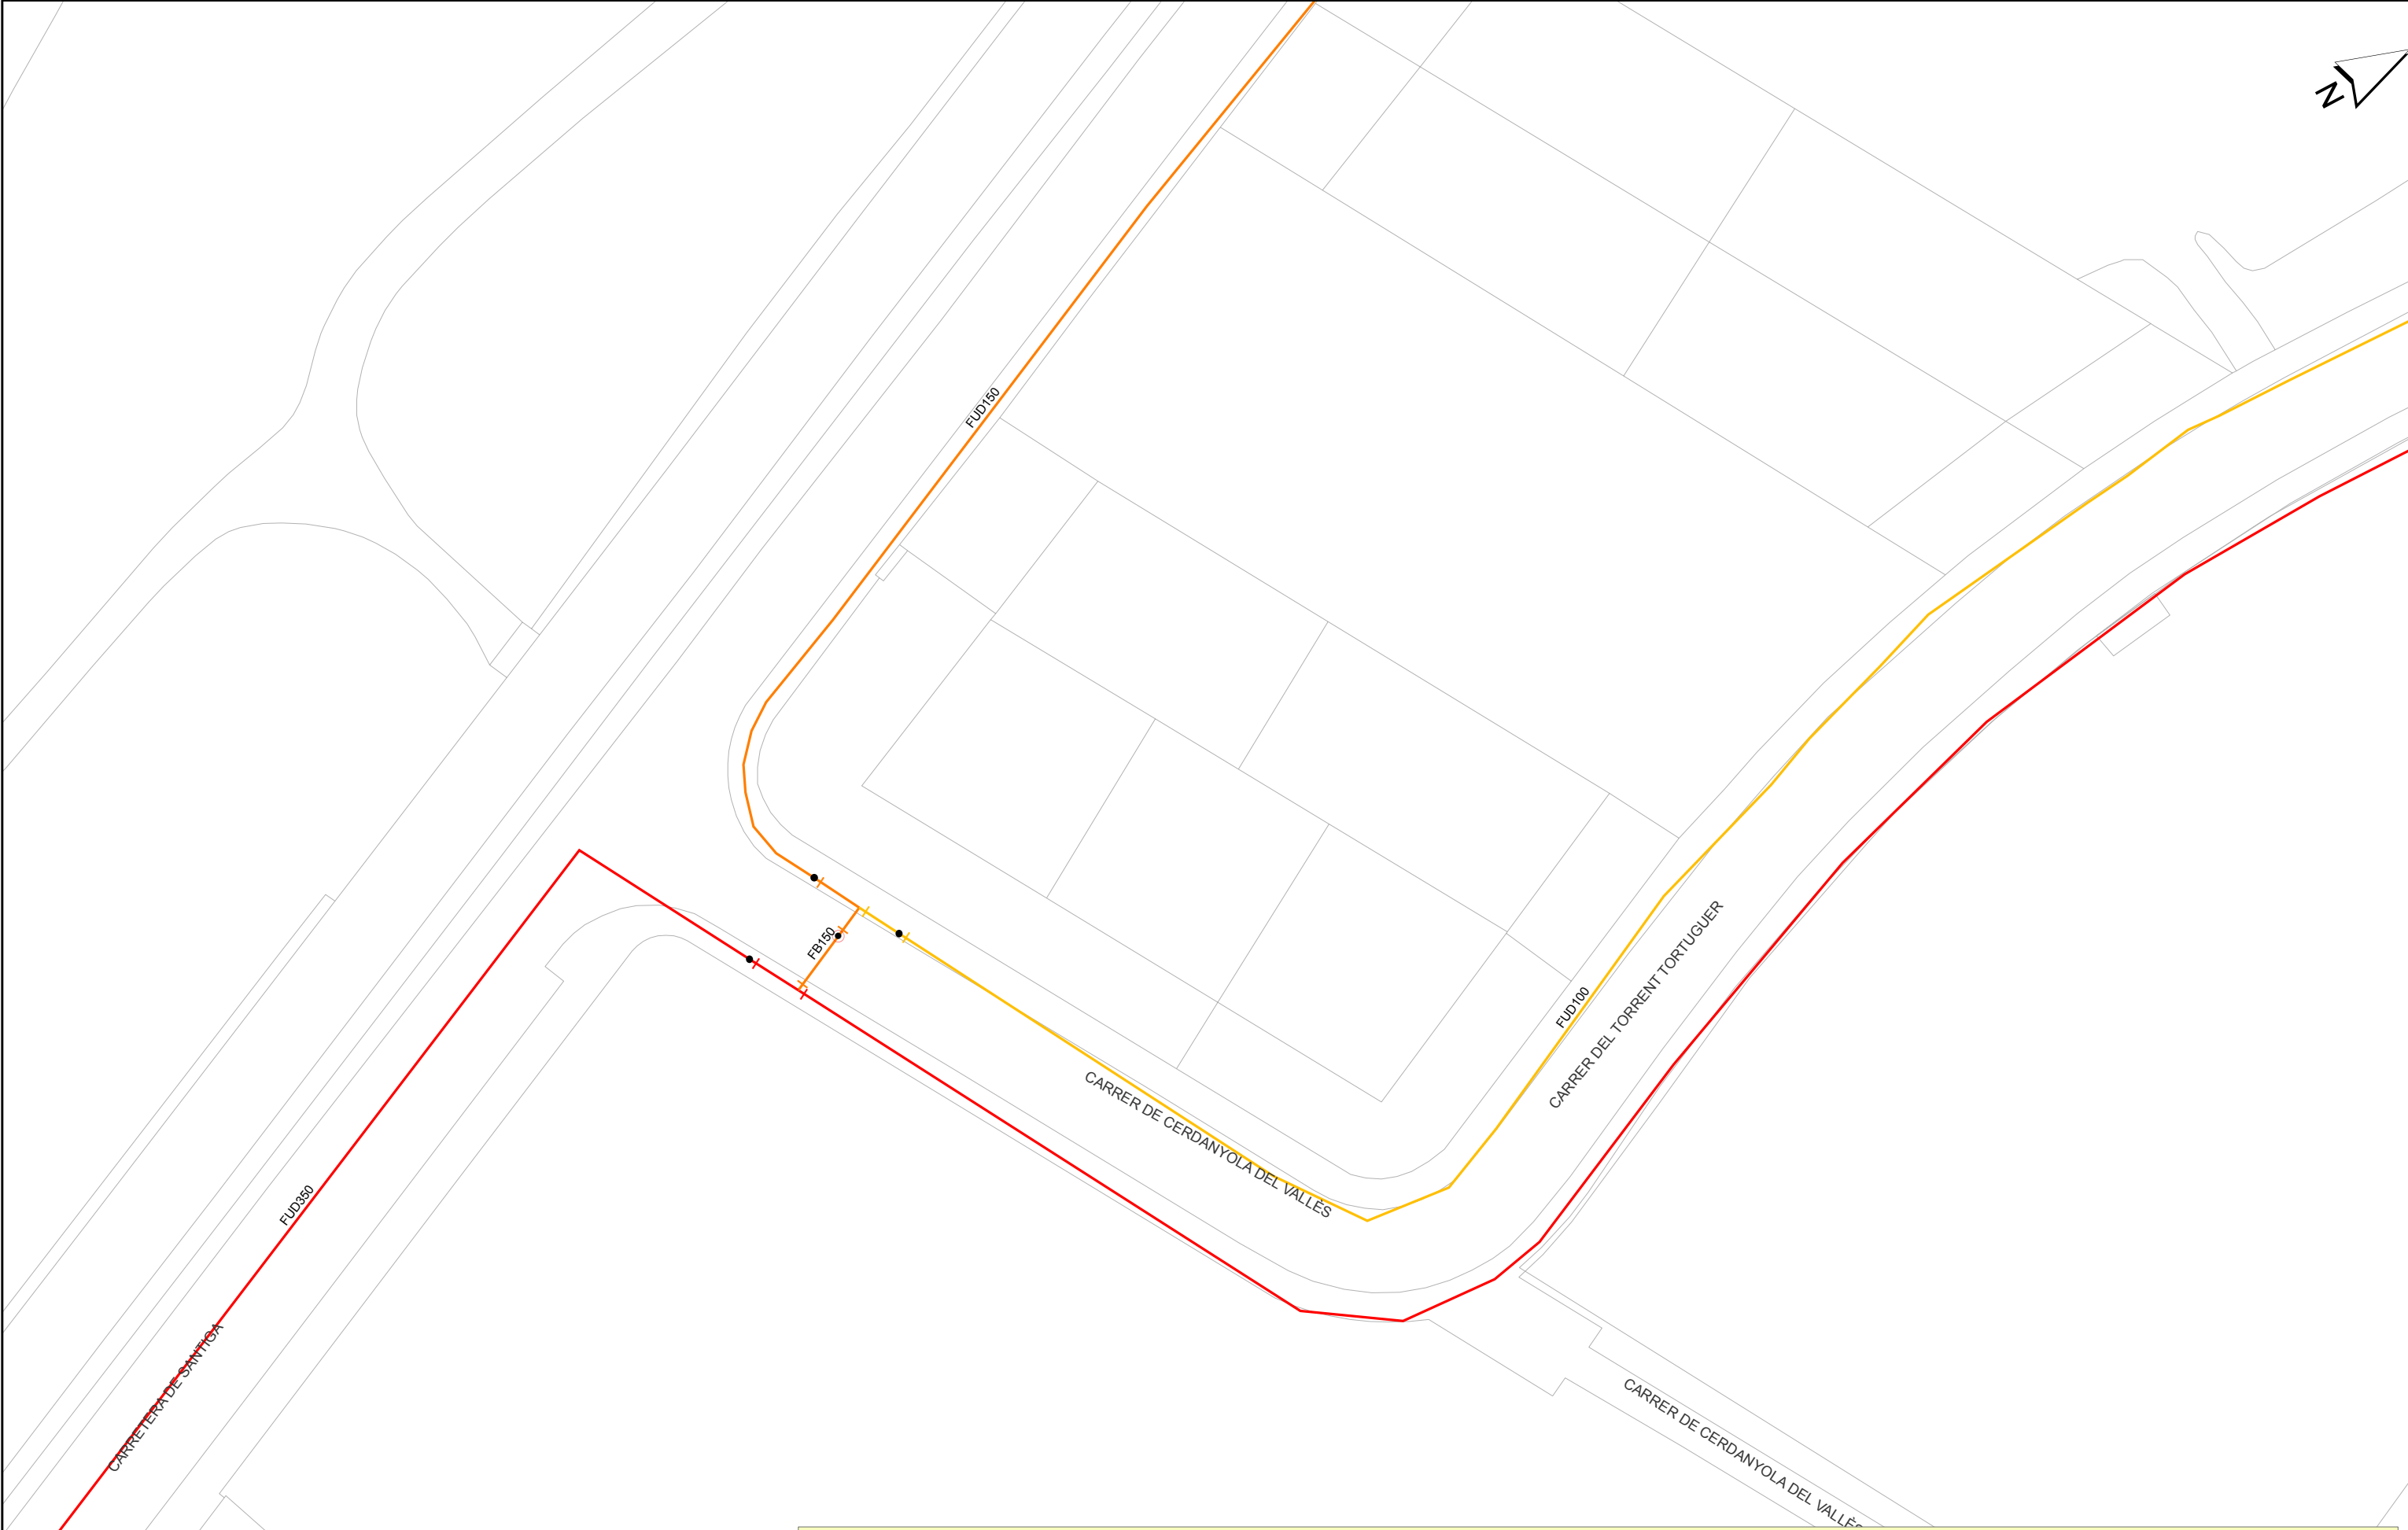 N
FUD150
FB150
FUD100
CARRER DEL TORRENT TORTUGUER
CARRER DE CERDANYOLA DEL VALLÈS
FUD350
CARRETERA DE SANTIGA
CARRER DE CERDANYOLA DEL VALLÈS